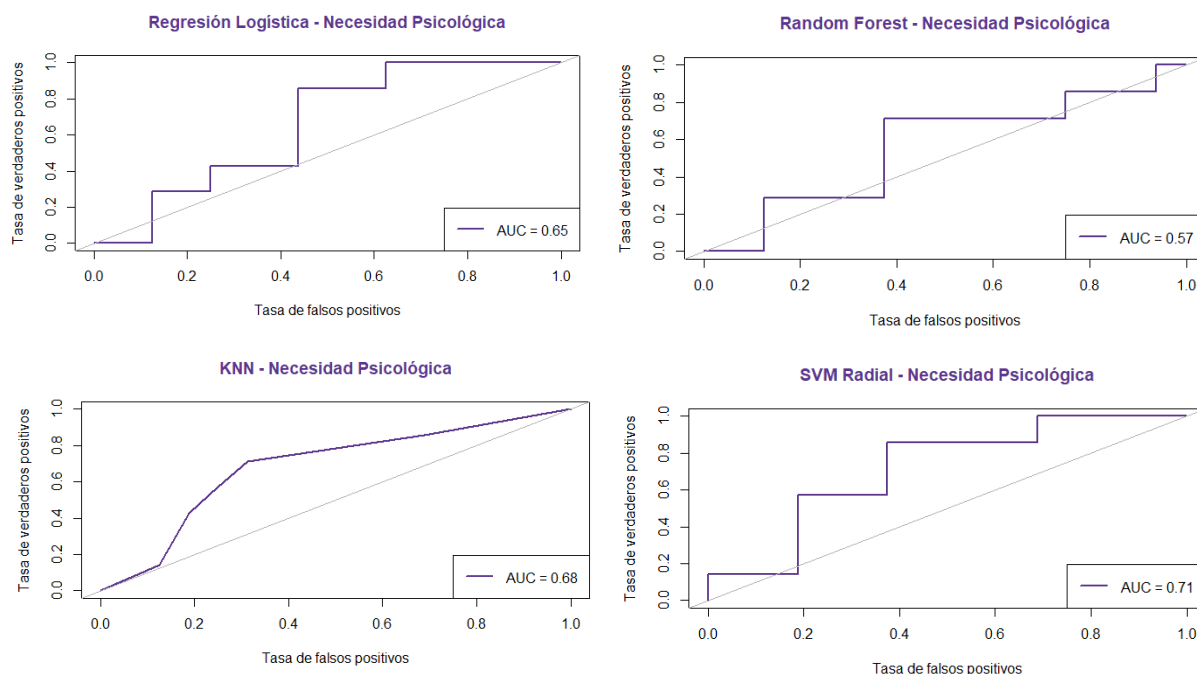 Regresión Logística - Necesidad Psicológica
Tasa de verdaderos positivos
0.0 0.2 0.4 0.6 0.8 1.0
AUC = 0.65
0.0 0.2 0.4 0.6 0.8 1.0
Tasa de falsos positivos
Random Forest - Necesidad Psicológica
Tasa de verdaderos positivos
0.0 0.2 0.4 0.6 0.8 1.0
AUC = 0.57
0.0 0.2 0.4 0.6 0.8 1.0
Tasa de falsos positivos
KNN - Necesidad Psicológica
Tasa de verdaderos positivos
0.0 0.2 0.4 0.6 0.8 1.0
AUC = 0.68
0.0 0.2 0.4 0.6 0.8 1.0
Tasa de falsos positivos
SVM Radial - Necesidad Psicológica
Tasa de verdaderos positivos
0.0 0.2 0.4 0.6 0.8 1.0
AUC = 0.71
0.0 0.2 0.4 0.6 0.8 1.0
Tasa de falsos positivos